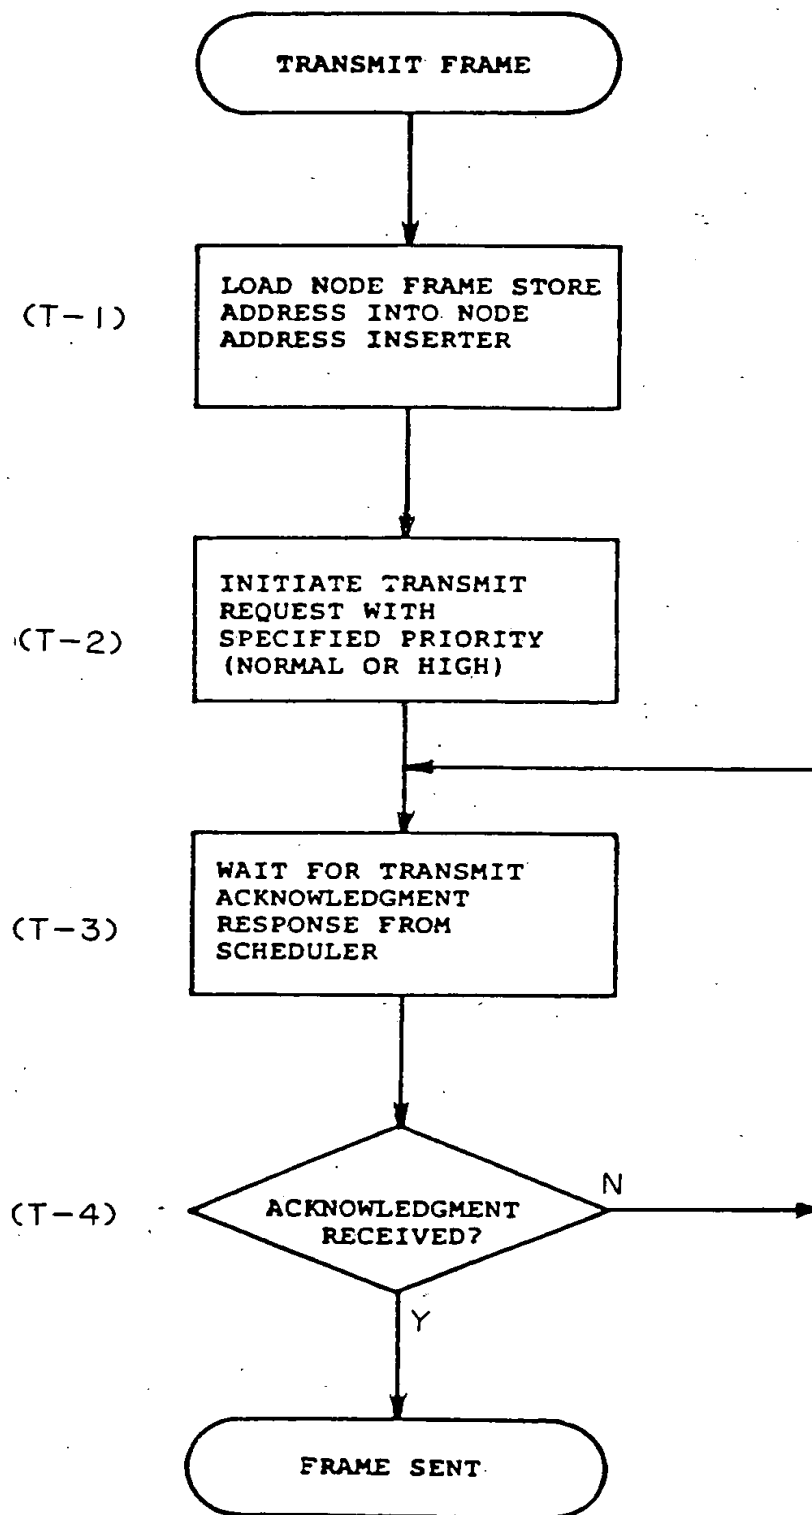 TRANSMIT FRAME
(T-1)
LOAD NODE FRAME STORE
ADDRESS INTO NODE
ADDRESS INSERTER
(T-2)
INITIATE TRANSMIT
REQUEST WITH
SPECIFIED PRIORITY
(NORMAL OR HIGH)
(T-3)
WAIT FOR TRANSMIT
ACKNOWLEDGMENT
RESPONSE FROM
SCHEDULER
(T-4)
ACKNOWLEDGMENT
RECEIVED?
N
Y
FRAME SENT